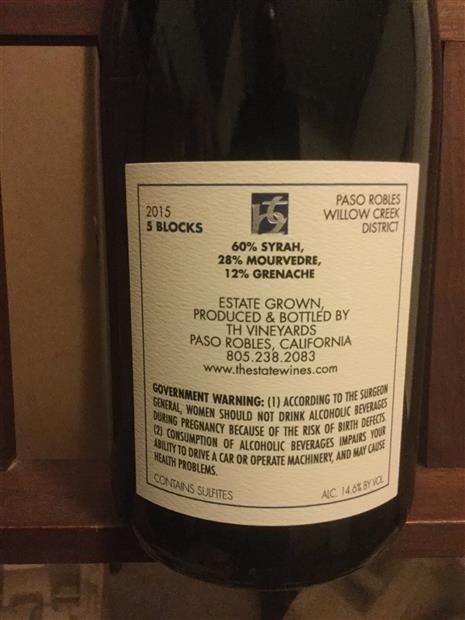 2015
5 BLOCKS
PASO ROBLES
WILLOW CREEK
DISTRICT
60% SYRAH,
28% MOURVEDRE,
12% GRENACHE
ESTATE GROWN,
PRODUCED & BOTTLED BY
TH VINEYARDS
PASO ROBLES, CALIFORNIA
805.238.2083
www.thestatewines.com
GOVERNMENT WARNING: (1) ACCORDING TO THE SURGEON
GENERAL, WOMEN SHOULD NOT DRINK ALCOHOLIC BEVERAGES
DURING PREGNANCY BECAUSE OF THE RISK OF BIRTH DEFECTS.
(2) CONSUMPTION OF ALCOHOLIC BEVERAGES IMPAIRS YOUR
ABILITY TO DRIVE A CAR OR OPERATE MACHINERY, AND MAY CAUSE
HEALTH PROBLEMS.
CONTAINS SULFITES
ALC. 14.6% BY VOL